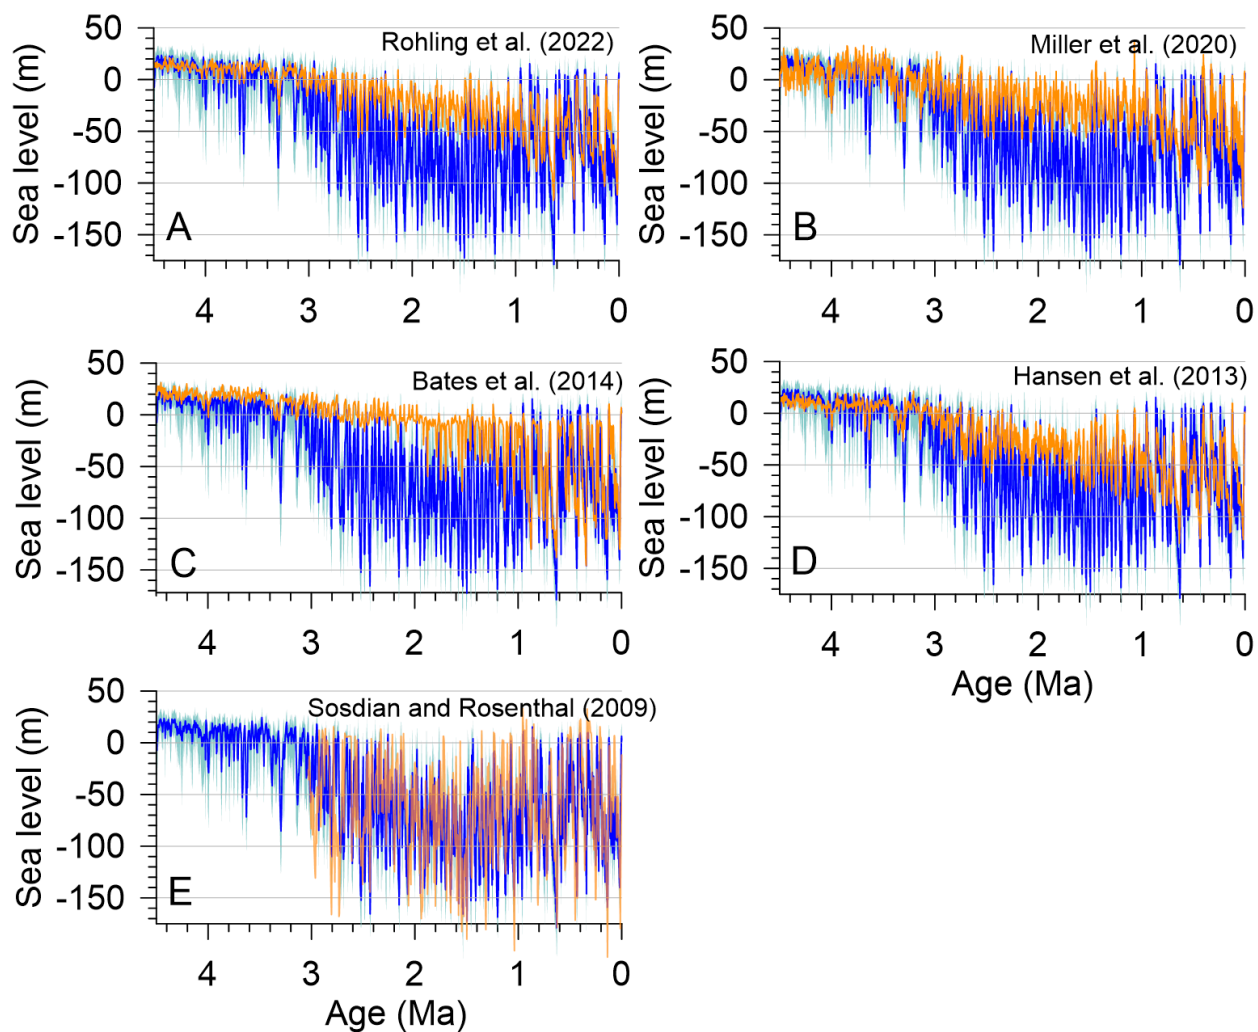 Rohling et al. (2022)
50
0
-50
-100
-150
Sea level (m)
A
4 3 2 1 0
Miller et al. (2020)
50
0
-50
-100
-150
Sea level (m)
B
4 3 2 1 0
Bates et al. (2014)
50
0
-50
-100
-150
Sea level (m)
C
4 3 2 1 0
Hansen et al. (2013)
50
0
-50
-100
-150
Sea level (m)
D
4 3 2 1 0
Age (Ma)
Sosdian and Rosenthal (2009)
50
0
-50
-100
-150
Sea level (m)
E
4 3 2 1 0
Age (Ma)